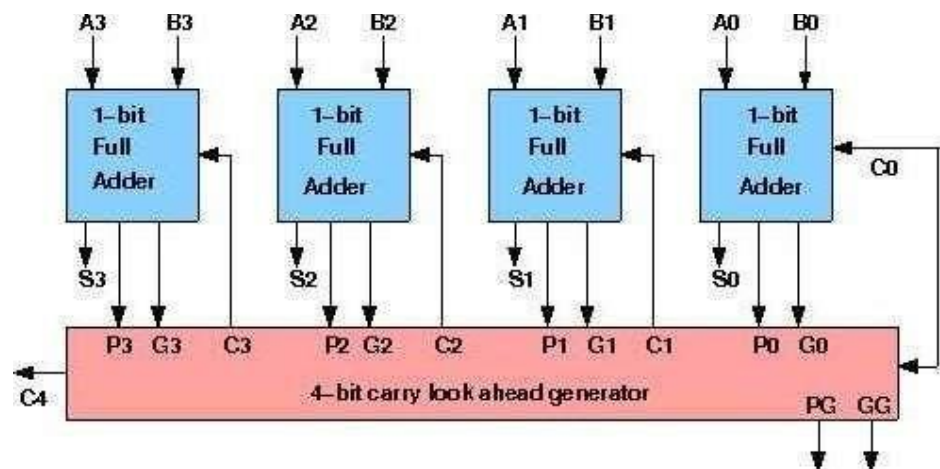 A3 B3 A2 B2 A1 B1 A0 B0
1-bit Full Adder
1-bit Full Adder
1-bit Full Adder
1-bit Full Adder
C0
S3 S2 S1 S0
P3 G3 C3 P2 G2 C2 P1 G1 C1 P0 G0
4-bit carry look ahead generator
C4
PG GG